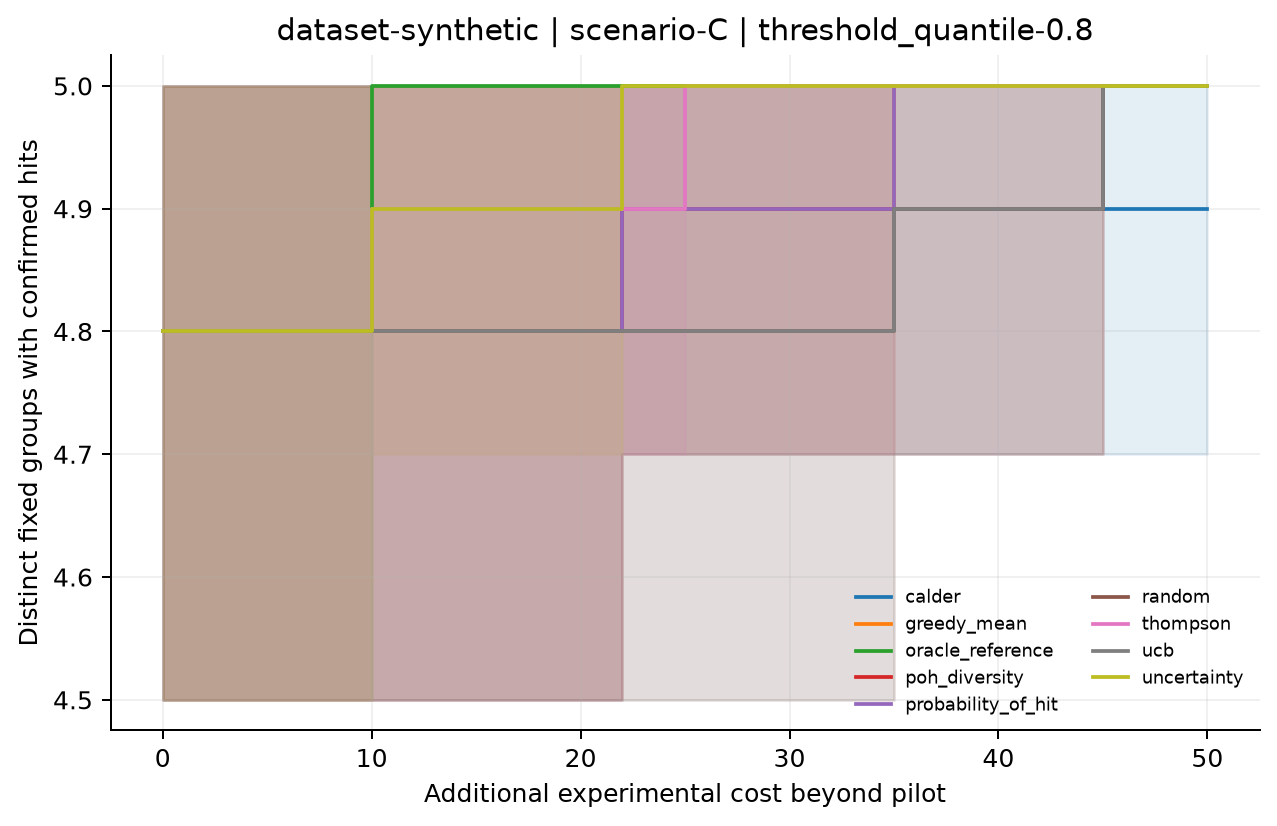 dataset-synthetic | scenario-C | threshold_quantile-0.8
Distinct fixed groups with confirmed hits
5.0
4.9
4.8
4.7
4.6
4.5
0 10 20 30 40 50
Additional experimental cost beyond pilot
calder
greedy_mean
oracle_reference
poh_diversity
probability_of_hit
random
thompson
ucb
uncertainty